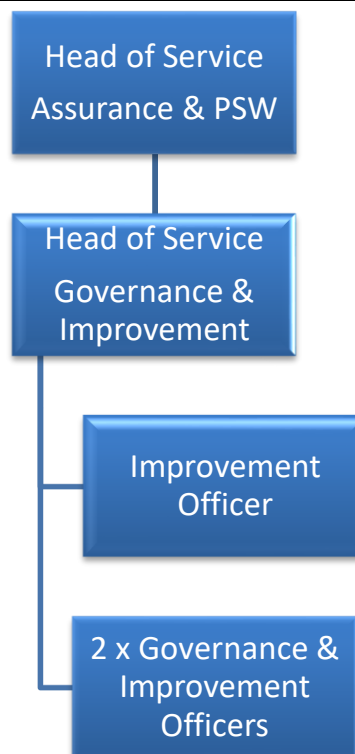 Head of Service
Assurance & PSW
Head of Service
Governance &
Improvement
Improvement
Officer
2 x Governance &
Improvement
Officers